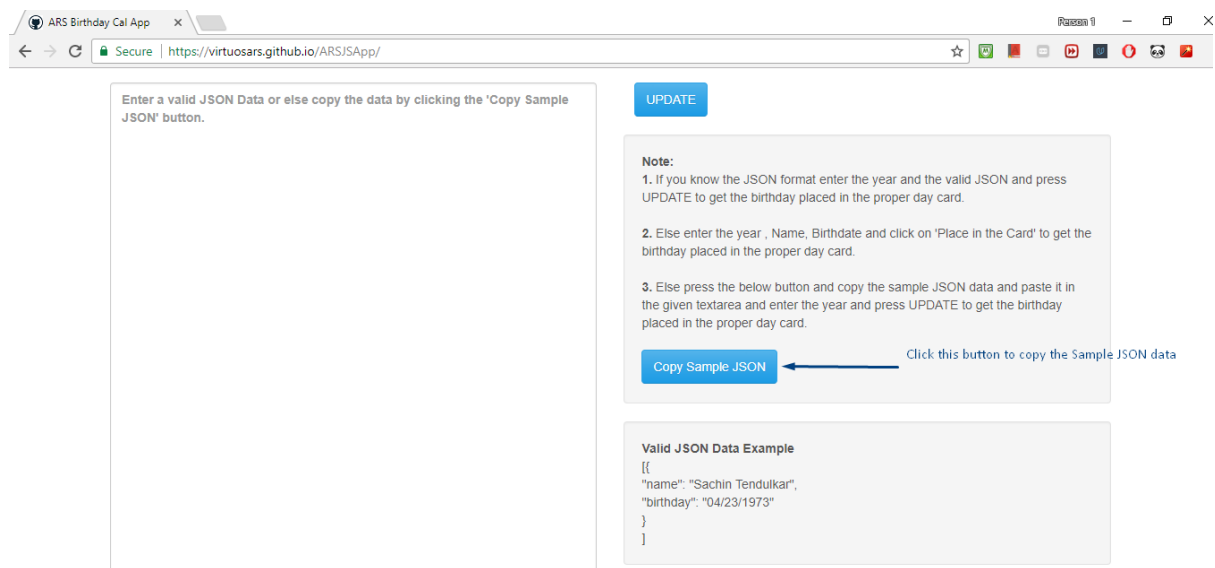 ARS Birthday Cal App
Person 1
Secure | https://virtuosars.github.io/ARSJSApp/
Enter a valid JSON Data or else copy the data by clicking the 'Copy Sample
JSON' button.
UPDATE
Note:
1. If you know the JSON format enter the year and the valid JSON and press
UPDATE to get the birthday placed in the proper day card.
2. Else enter the year , Name, Birthdate and click on 'Place in the Card' to get the
birthday placed in the proper day card.
3. Else press the below button and copy the sample JSON data and paste it in
the given textarea and enter the year and press UPDATE to get the birthday
placed in the proper day card.
Copy Sample JSON
Click this button to copy the Sample JSON data
Valid JSON Data Example
[{
"name": "Sachin Tendulkar",
"birthday": "04/23/1973"
}
]